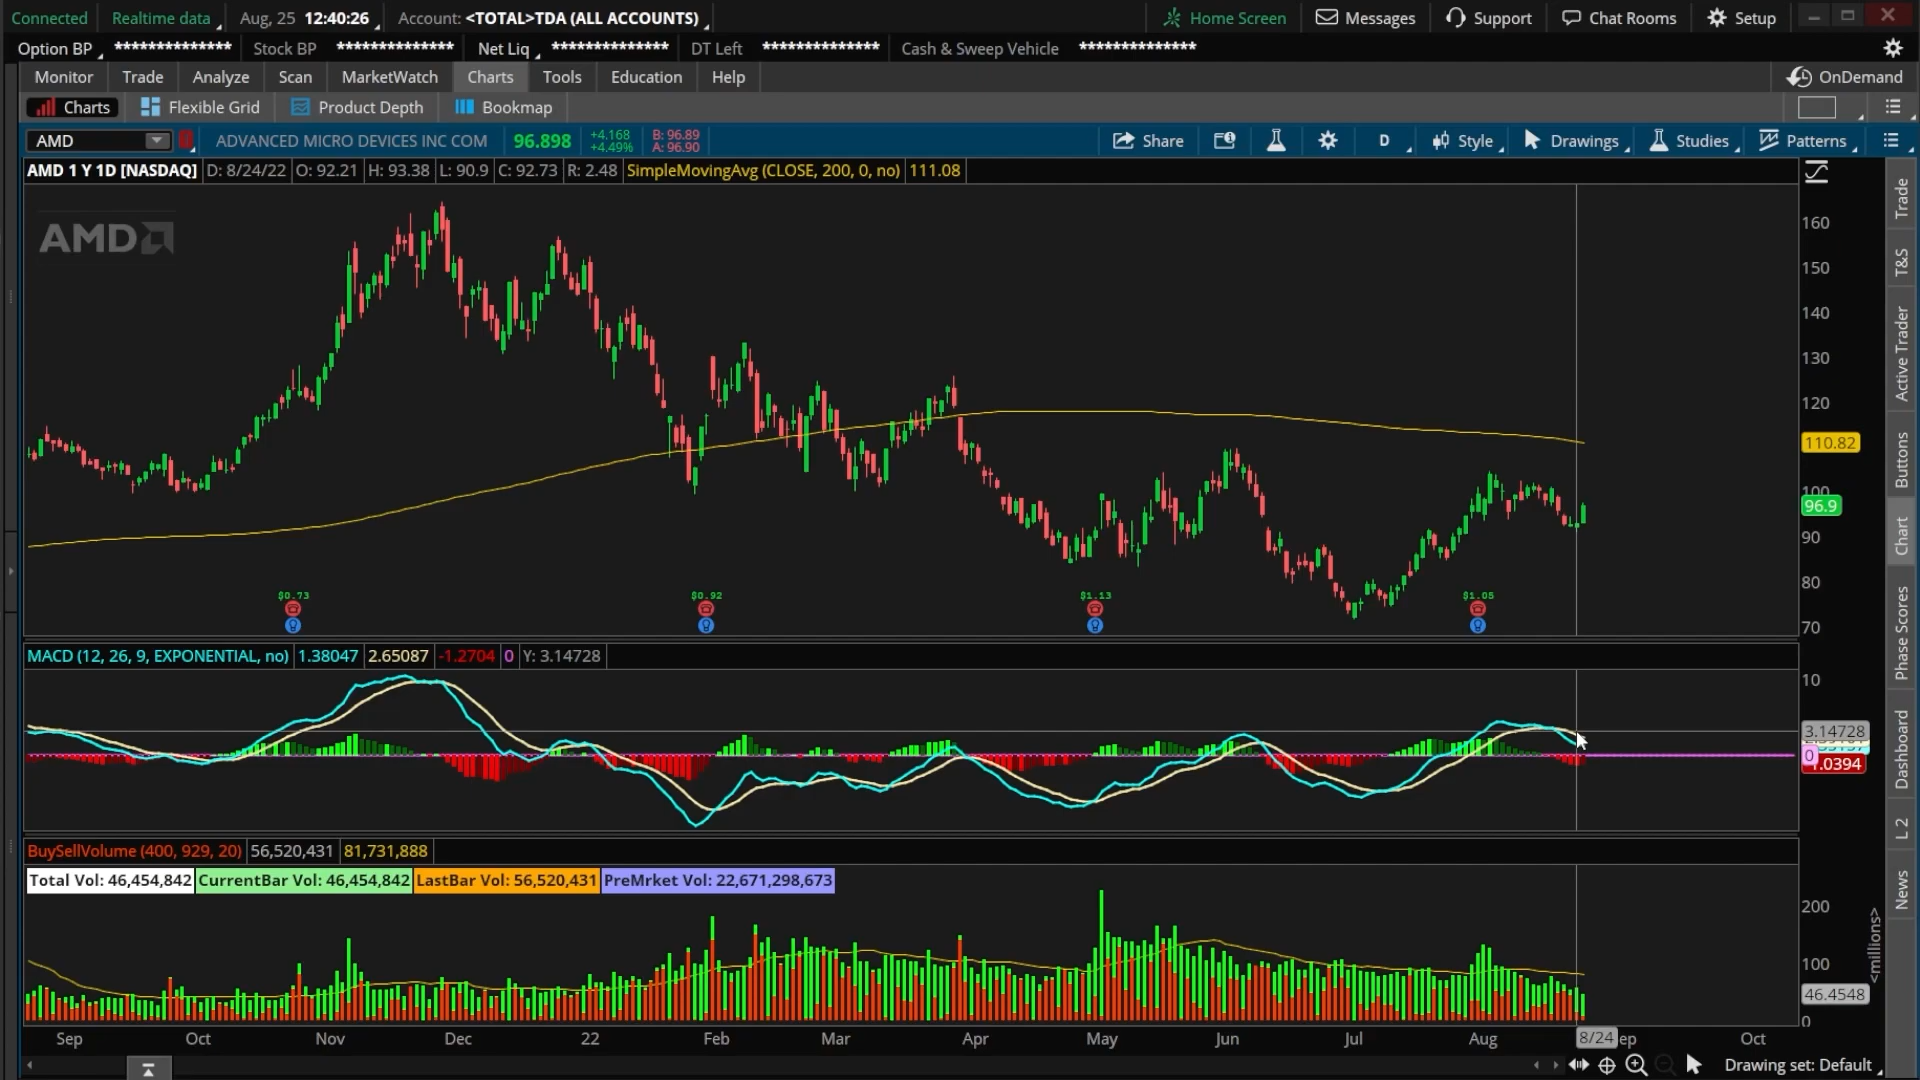 Connected Realtime data Aug, 25 12:40:26 Account: <TOTAL>TDA (ALL ACCOUNTS) Home Screen Messages Support Chat Rooms Setup
Option BP ************** Stock BP ************** Net Liq ************** DT Left ************** Cash & Sweep Vehicle **************
Monitor Trade Analyze Scan MarketWatch Charts Tools Education Help OnDemand
Charts Flexible Grid Product Depth Bookmap
AMD ADVANCED MICRO DEVICES INC COM 96.898 +4.168 +4.49% B: 96.89 A: 96.90 Share D Style Drawings Studies Patterns
AMD 1 Y 1D [NASDAQ] D: 8/24/22 O: 92.21 H: 93.38 L: 90.9 C: 92.73 R: 2.48 SimpleMovingAvg (CLOSE, 200, 0, no) 111.08
AMD
160
150
140
130
120
110.82
100
96.9
90
80
70
$0.73 $0.92 $1.13 $1.05
MACD (12, 26, 9, EXPONENTIAL, no) 1.38047 2.65087 -1.2704 0 Y: 3.14728
10
3.14728
0
1.0394
BuySellVolume (400, 929, 20) 56,520,431 81,731,888
Total Vol: 46,454,842 CurrentBar Vol: 46,454,842 LastBar Vol: 56,520,431 PreMrket Vol: 22,671,298,673
200
100
46.4548
0
<millions>
Sep Oct Nov Dec 22 Feb Mar Apr May Jun Jul Aug 8/24 ep Oct
Drawing set: Default
Trade
T&S
Active Trader
Buttons
Chart
Phase Scores
Dashboard
L 2
News